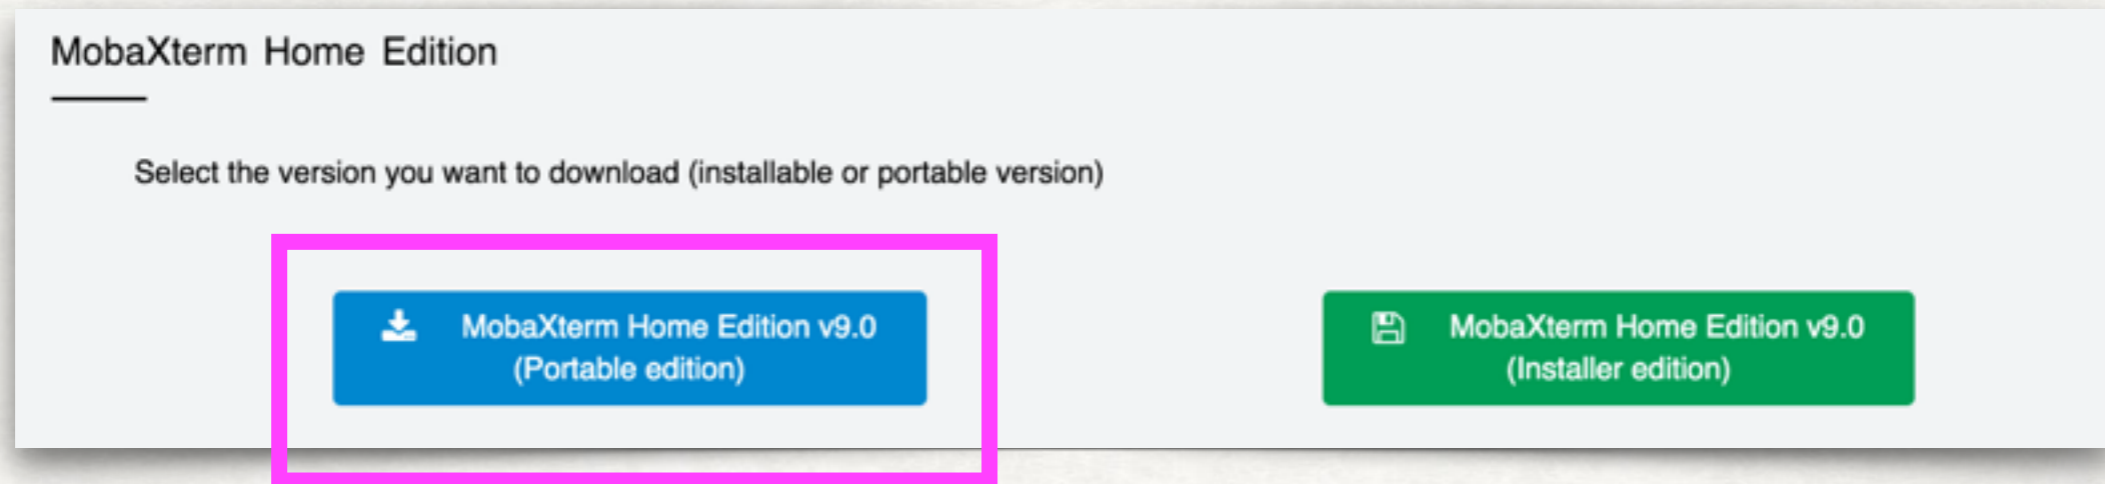 MobaXterm Home Edition
Select the version you want to download (installable or portable version)
MobaXterm Home Edition v9.0
(Portable edition)
MobaXterm Home Edition v9.0
(Installer edition)